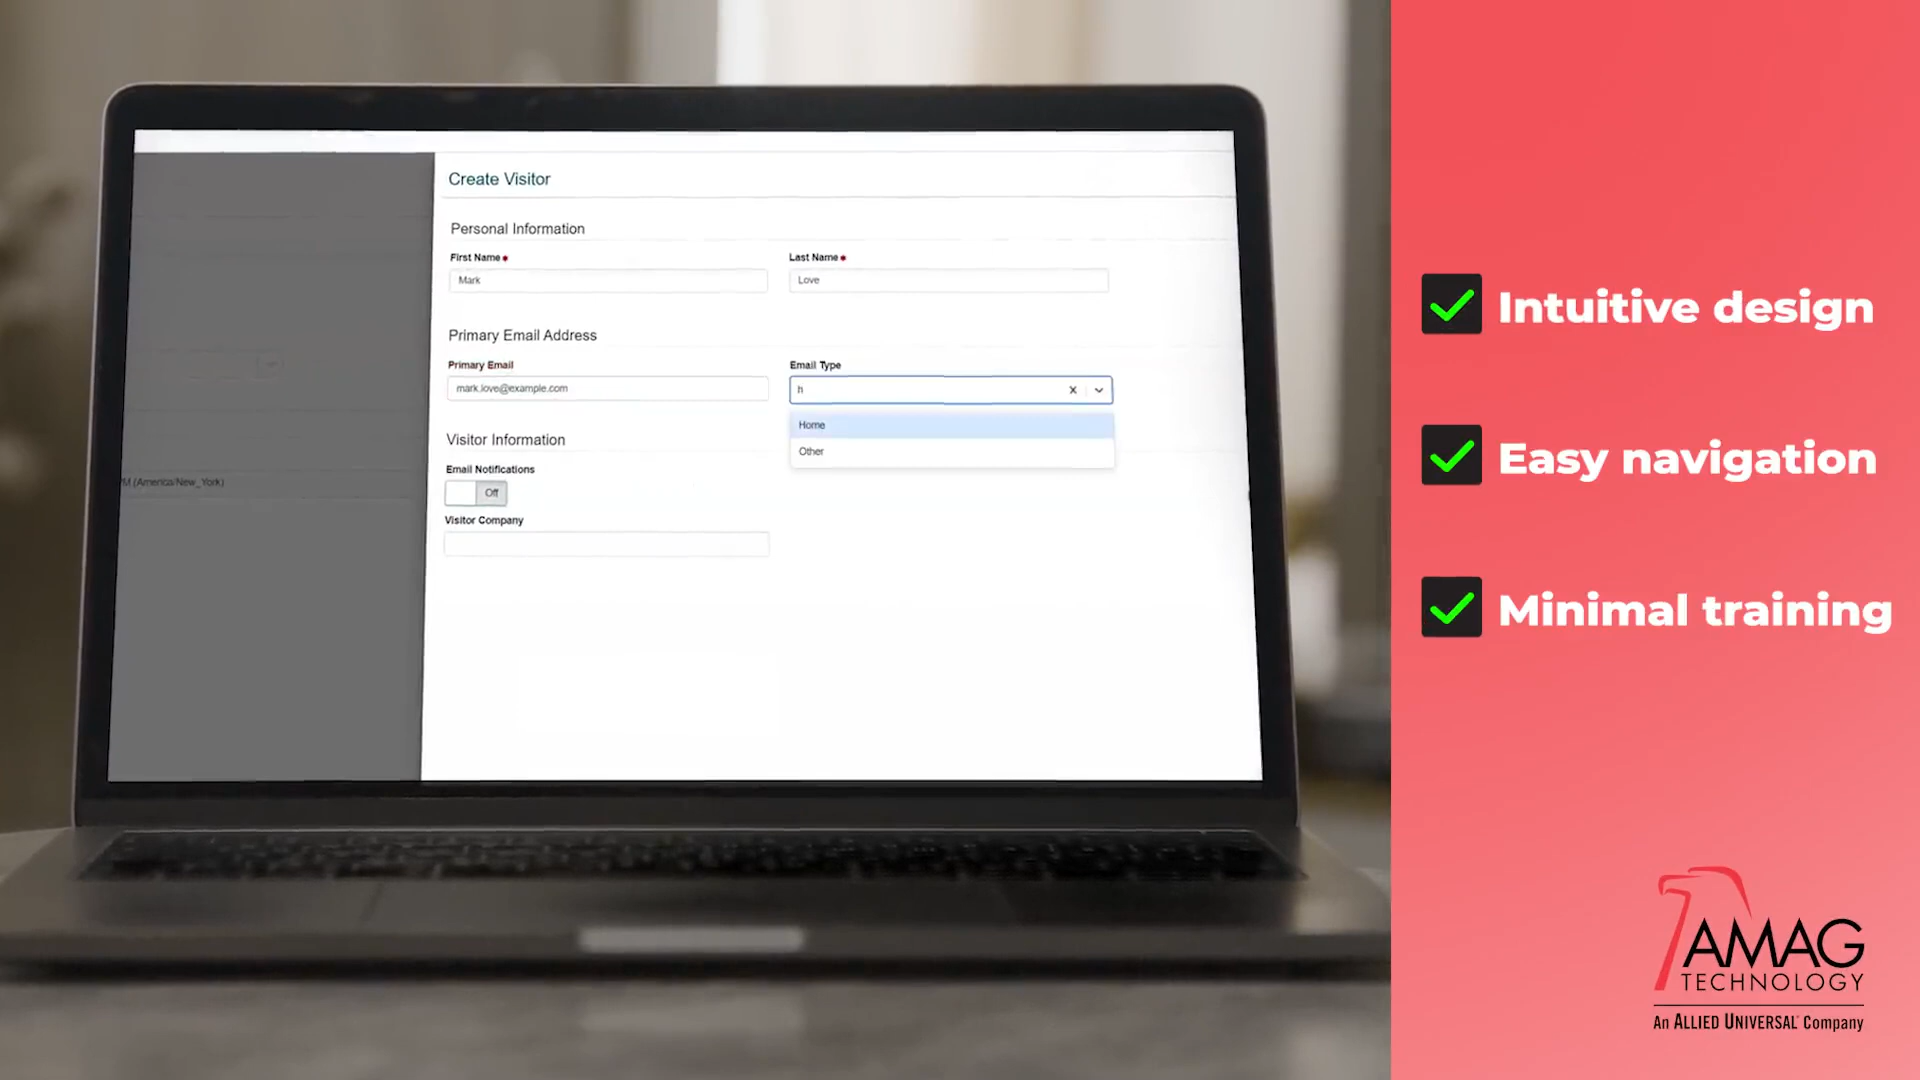 Create Visitor
Personal Information
First Name
Last Name
Mark
Love
Primary Email Address
Primary Email
Email Type
mark.love@example.com
h
Home
Other
Visitor Information
Email Notifications
Off
Visitor Company
M (America/New_York)
Intuitive design
Easy navigation
Minimal training
AMAG
TECHNOLOGY
An ALLIED UNIVERSAL Company